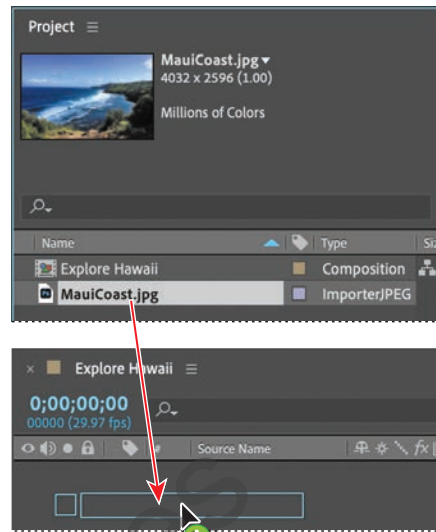 Project
MauiCoast.jpg
4032 x 2596 (1.00)
Millions of Colors
Name Type
Explore Hawaii Composition
MauiCoast.jpg ImporterJPEG
× Explore Hawaii
0;00;00;00
00000 (29.97 fps)
# Source Name fx